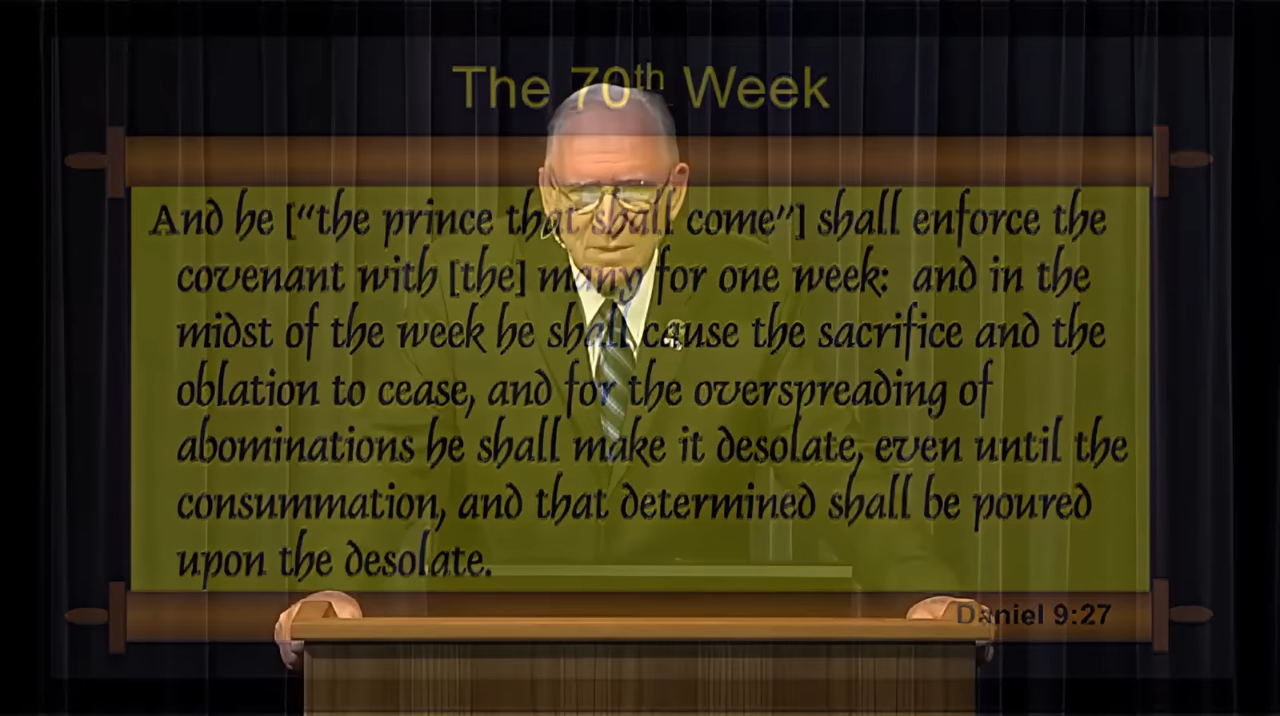 The 70th Week
And he [“the prince that shall come”] shall enforce the
covenant with [the] many for one week: and in the
midst of the week he shall cause the sacrifice and the
oblation to cease, and for the overspreading of
abominations he shall make it desolate, even until the
consummation, and that determined shall be poured
upon the desolate.
Daniel 9:27